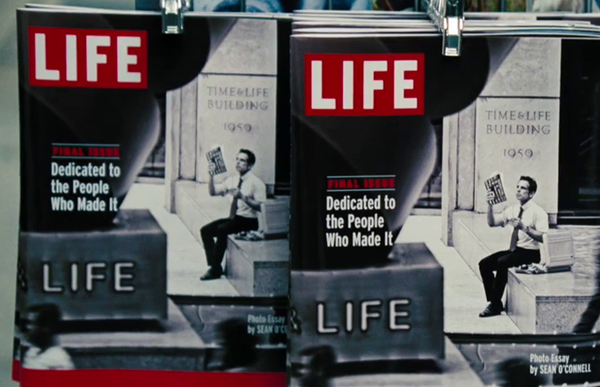 LIFE
TIME & LIFE
BUILDING
1959
FINAL ISSUE
Dedicated to
the People
Who Made It
LIFE
Photo Essay
by SEAN O'C
LIFE
TIME & LIFE
BUILDING
1959
FINAL ISSUE
Dedicated to
the People
Who Made It
LIFE
Photo Essay
by SEAN O'CONNELL